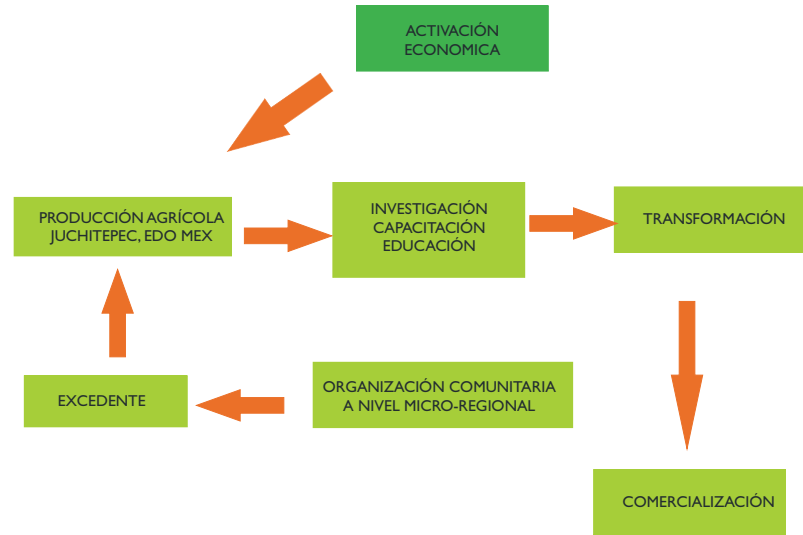 ACTIVACIÓN
ECONOMICA
PRODUCCIÓN AGRÍCOLA
JUCHITEPEC, EDO MEX
INVESTIGACIÓN
CAPACITACIÓN
EDUCACIÓN
TRANSFORMACIÓN
EXCEDENTE
ORGANIZACIÓN COMUNITARIA
A NIVEL MICRO-REGIONAL
COMERCIALIZACIÓN